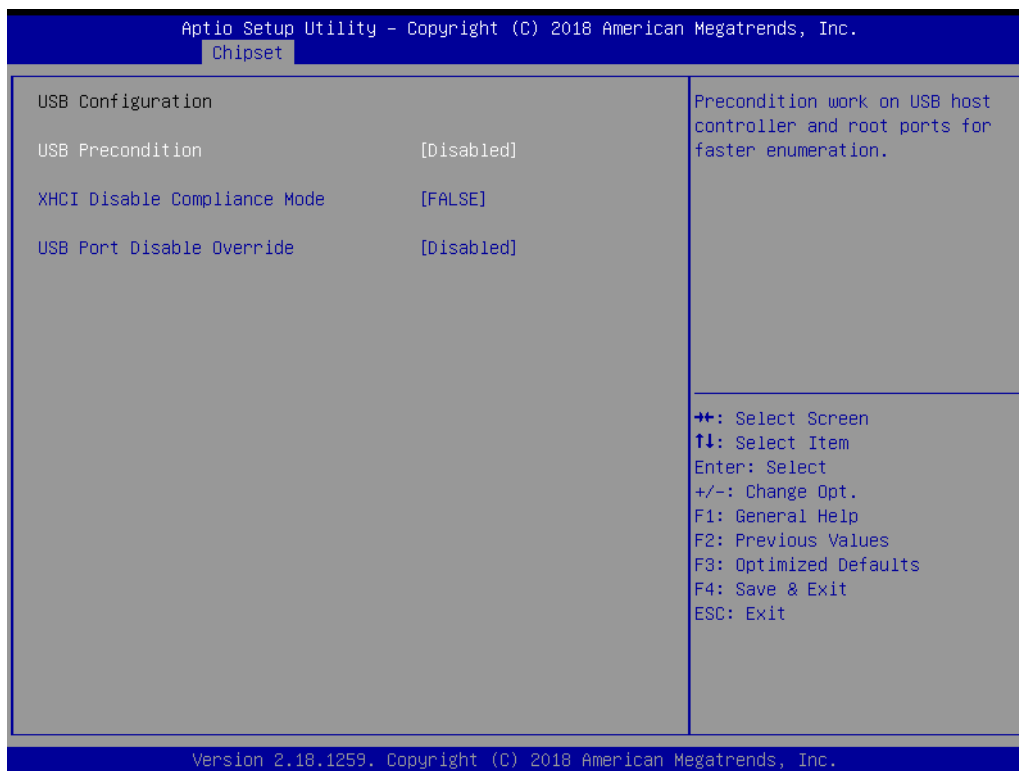 Aptio Setup Utility – Copyright (C) 2018 American Megatrends, Inc.
Chipset
USB Configuration
USB Precondition [Disabled]
XHCI Disable Compliance Mode [FALSE]
USB Port Disable Override [Disabled]
Precondition work on USB host
controller and root ports for
faster enumeration.
→←: Select Screen
↑↓: Select Item
Enter: Select
+/-: Change Opt.
F1: General Help
F2: Previous Values
F3: Optimized Defaults
F4: Save & Exit
ESC: Exit
Version 2.18.1259. Copyright (C) 2018 American Megatrends, Inc.